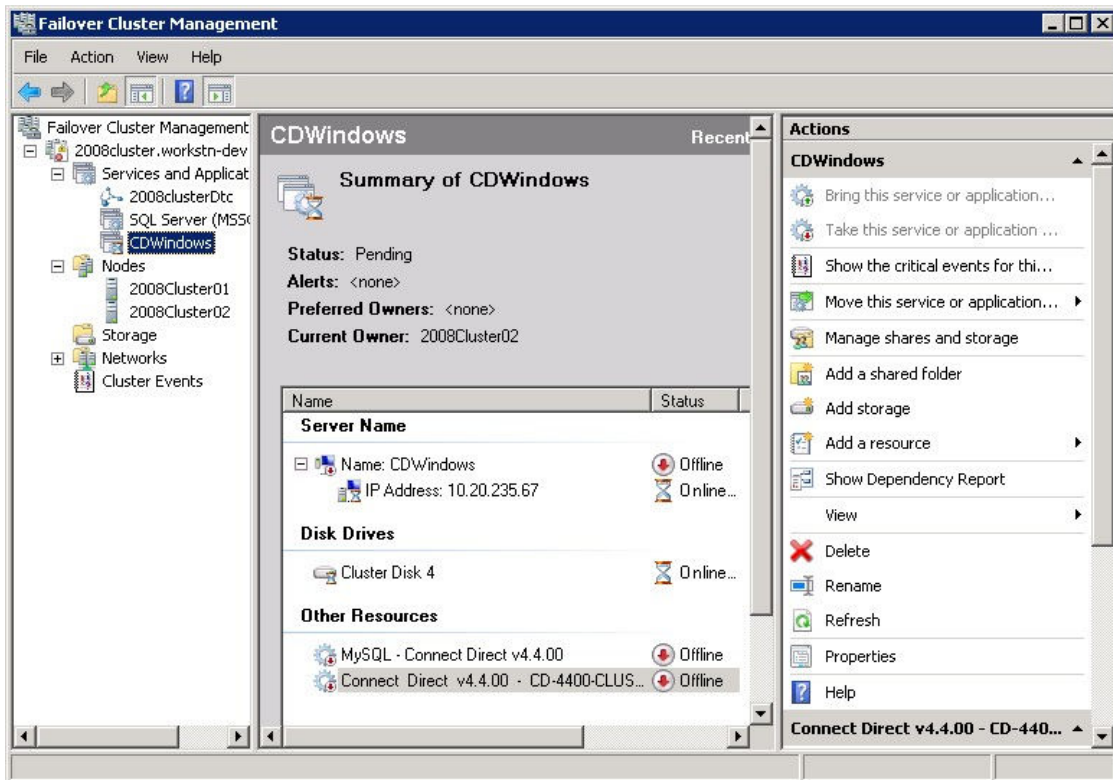 Failover Cluster Management
File Action View Help
Failover Cluster Management
2008cluster.workstn-dev
Services and Applicat
2008clusterDtc
SQL Server (MSS
CDWindows
Nodes
2008Cluster01
2008Cluster02
Storage
Networks
Cluster Events
CDWindows Recent
Summary of CDWindows
Status: Pending
Alerts: <none>
Preferred Owners: <none>
Current Owner: 2008Cluster02
Name Status
Server Name
Name: CDWindows Offline
IP Address: 10.20.235.67 Online...
Disk Drives
Cluster Disk 4 Online...
Other Resources
MySQL - Connect Direct v4.4.00 Offline
Connect Direct v4.4.00 - CD-4400-CLUS... Offline
Actions
CDWindows
Bring this service or application...
Take this service or application ...
Show the critical events for thi...
Move this service or application...
Manage shares and storage
Add a shared folder
Add storage
Add a resource
Show Dependency Report
View
Delete
Rename
Refresh
Properties
Help
Connect Direct v4.4.00 - CD-440...